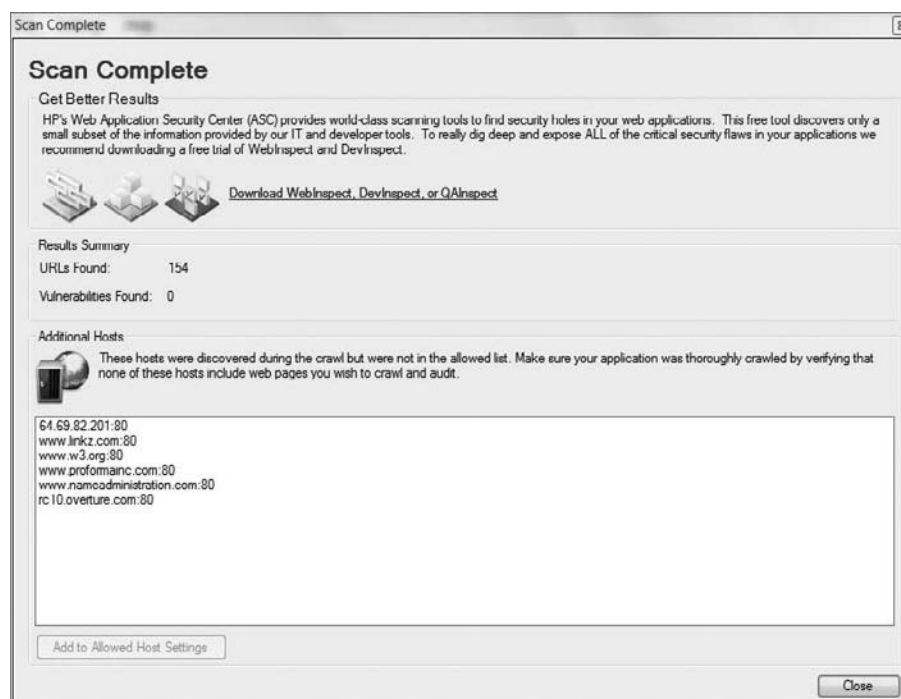 Scan Complete
Scan Complete
Get Better Results
HP's Web Application Security Center (ASC) provides world-class scanning tools to find security holes in your web applications. This free tool discovers only a
small subset of the information provided by our IT and developer tools. To really dig deep and expose ALL of the critical security flaws in your applications we
recommend downloading a free trial of WebInspect and DevInspect.
Download WebInspect, DevInspect, or QAInspect
Results Summary
URLs Found: 154
Vulnerabilities Found: 0
Additional Hosts
These hosts were discovered during the crawl but were not in the allowed list. Make sure your application was thoroughly crawled by verifying that
none of these hosts include web pages you wish to crawl and audit.
64.69.82.201:80
www.linkz.com:80
www.w3.org:80
www.proformainc.com:80
www.nameadministration.com:80
rc10.overture.com:80
Add to Allowed Host Settings
Close